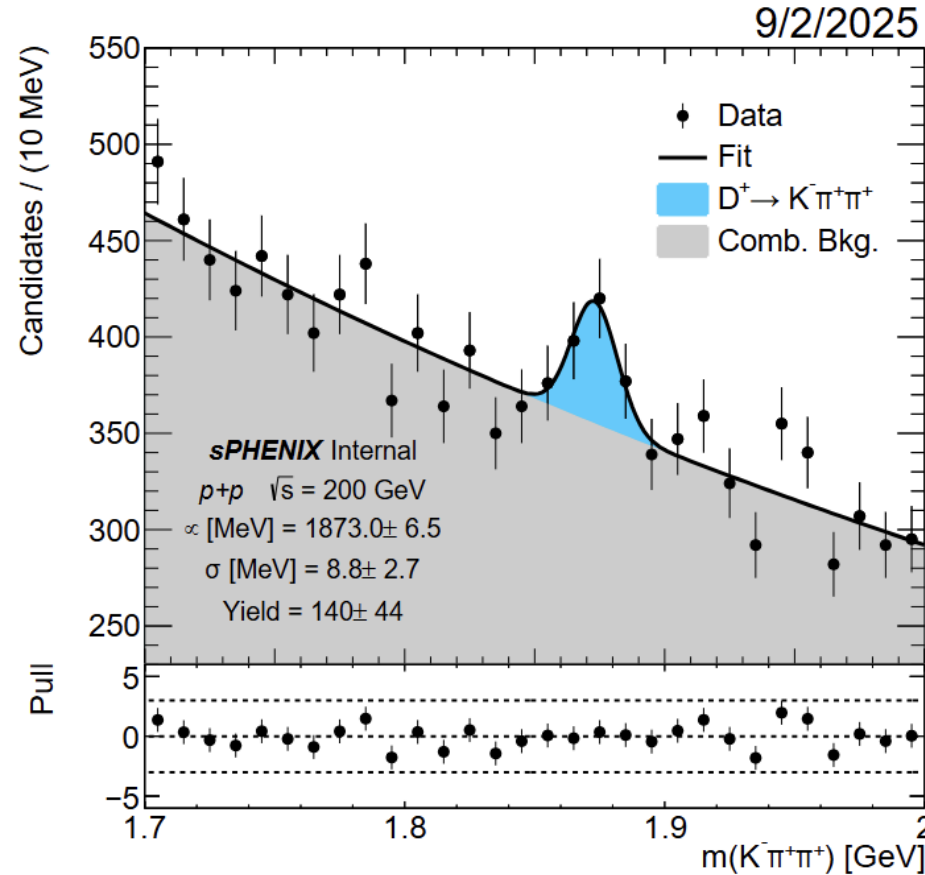 9/2/2025
Candidates / (10 MeV)
550
500
450
400
350
300
250
Data
Fit
D⁺→ K⁻π⁺π⁺
Comb. Bkg.
sPHENIX Internal
p+p √s = 200 GeV
∝ [MeV] = 1873.0± 6.5
σ [MeV] = 8.8± 2.7
Yield = 140± 44
Pull
5
0
−5
1.7 1.8 1.9 2
m(K⁻π⁺π⁺) [GeV]